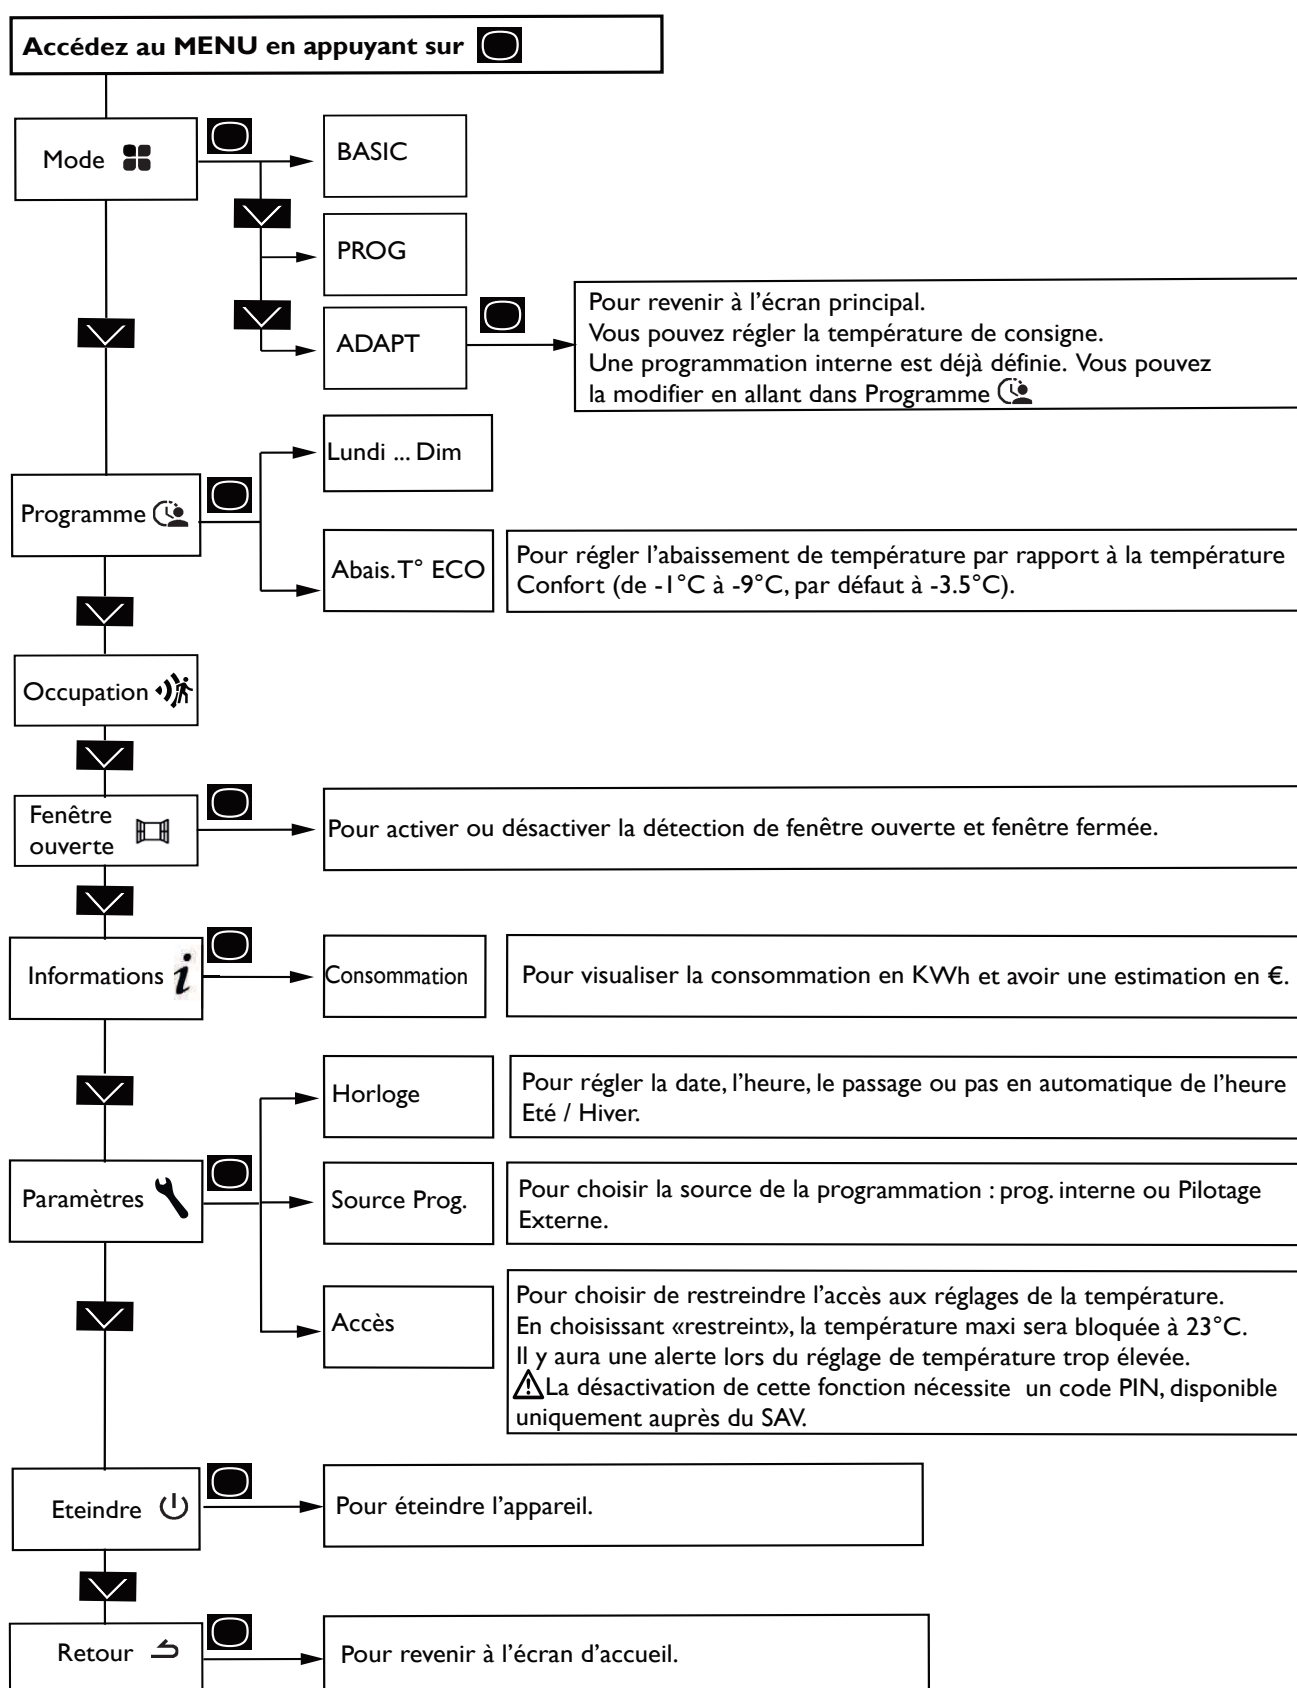 Accédez au MENU en appuyant sur
Mode
BASIC
PROG
ADAPT
Pour revenir à l'écran principal.
Vous pouvez régler la température de consigne.
Une programmation interne est déjà définie. Vous pouvez
la modifier en allant dans Programme
Programme
Lundi ... Dim
Abais.T° ECO
Pour régler l'abaissement de température par rapport à la température
Confort (de -1°C à -9°C, par défaut à -3.5°C).
Occupation
Fenêtre
ouverte
Pour activer ou désactiver la détection de fenêtre ouverte et fenêtre fermée.
Informations i
Consommation
Pour visualiser la consommation en KWh et avoir une estimation en €.
Paramètres
Horloge
Pour régler la date, l'heure, le passage ou pas en automatique de l'heure
Eté / Hiver.
Source Prog.
Pour choisir la source de la programmation : prog. interne ou Pilotage
Externe.
Accès
Pour choisir de restreindre l'accès aux réglages de la température.
En choisissant «restreint», la température maxi sera bloquée à 23°C.
Il y aura une alerte lors du réglage de température trop élevée.
⚠La désactivation de cette fonction nécessite un code PIN, disponible
uniquement auprès du SAV.
Eteindre
Pour éteindre l'appareil.
Retour
Pour revenir à l'écran d'accueil.